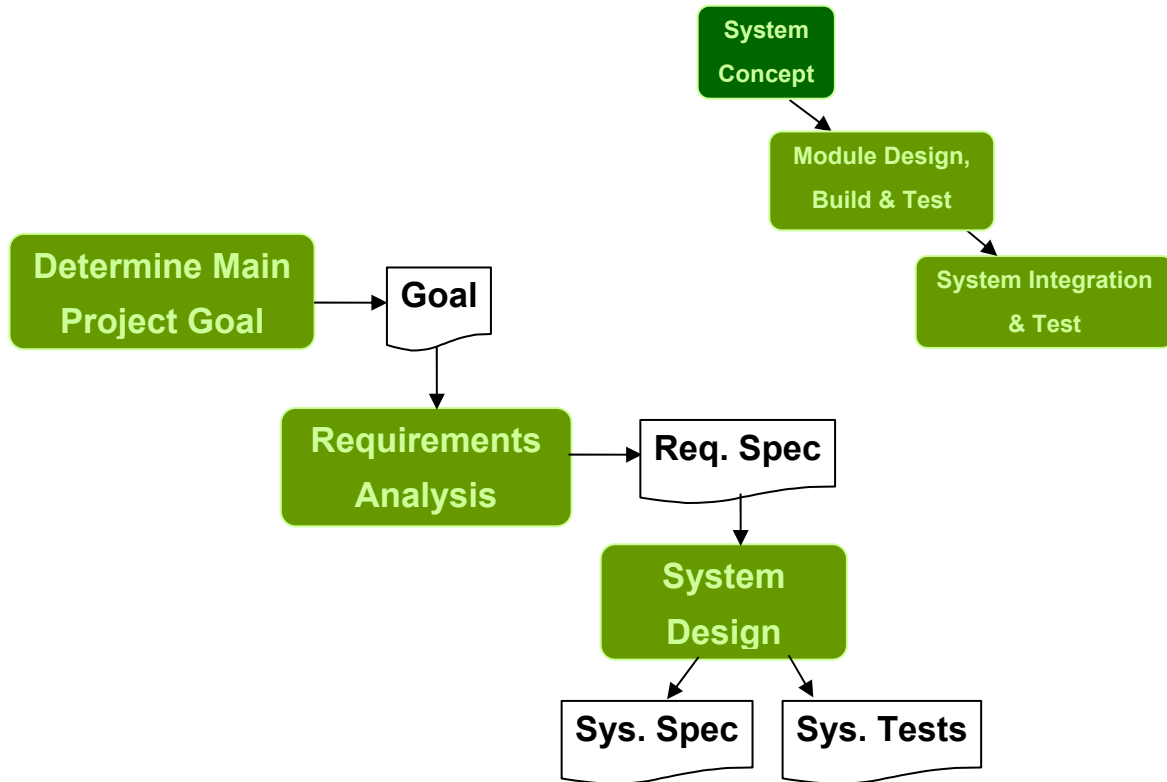 System
Concept
Module Design,
Build & Test
System Integration
& Test
Determine Main
Project Goal
Goal
Requirements
Analysis
Req. Spec
System
Design
Sys. Spec
Sys. Tests